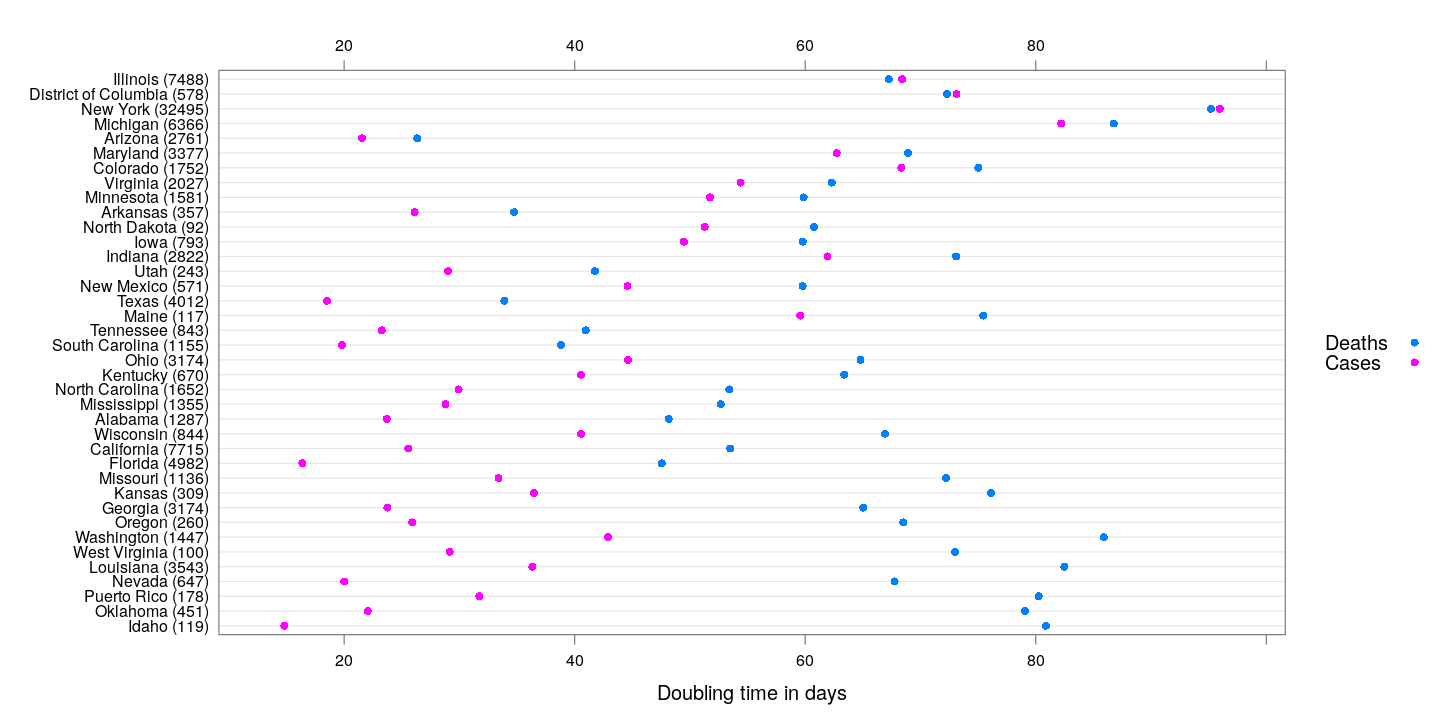 20 40 60 80
Illinois (7488)
District of Columbia (578)
New York (32495)
Michigan (6366)
Arizona (2761)
Maryland (3377)
Colorado (1752)
Virginia (2027)
Minnesota (1581)
Arkansas (357)
North Dakota (92)
Iowa (793)
Indiana (2822)
Utah (243)
New Mexico (571)
Texas (4012)
Maine (117)
Tennessee (843)
South Carolina (1155)
Ohio (3174)
Kentucky (670)
North Carolina (1652)
Mississippi (1355)
Alabama (1287)
Wisconsin (844)
California (7715)
Florida (4982)
Missouri (1136)
Kansas (309)
Georgia (3174)
Oregon (260)
Washington (1447)
West Virginia (100)
Louisiana (3543)
Nevada (647)
Puerto Rico (178)
Oklahoma (451)
Idaho (119)
20 40 60 80
Doubling time in days
Deaths
Cases